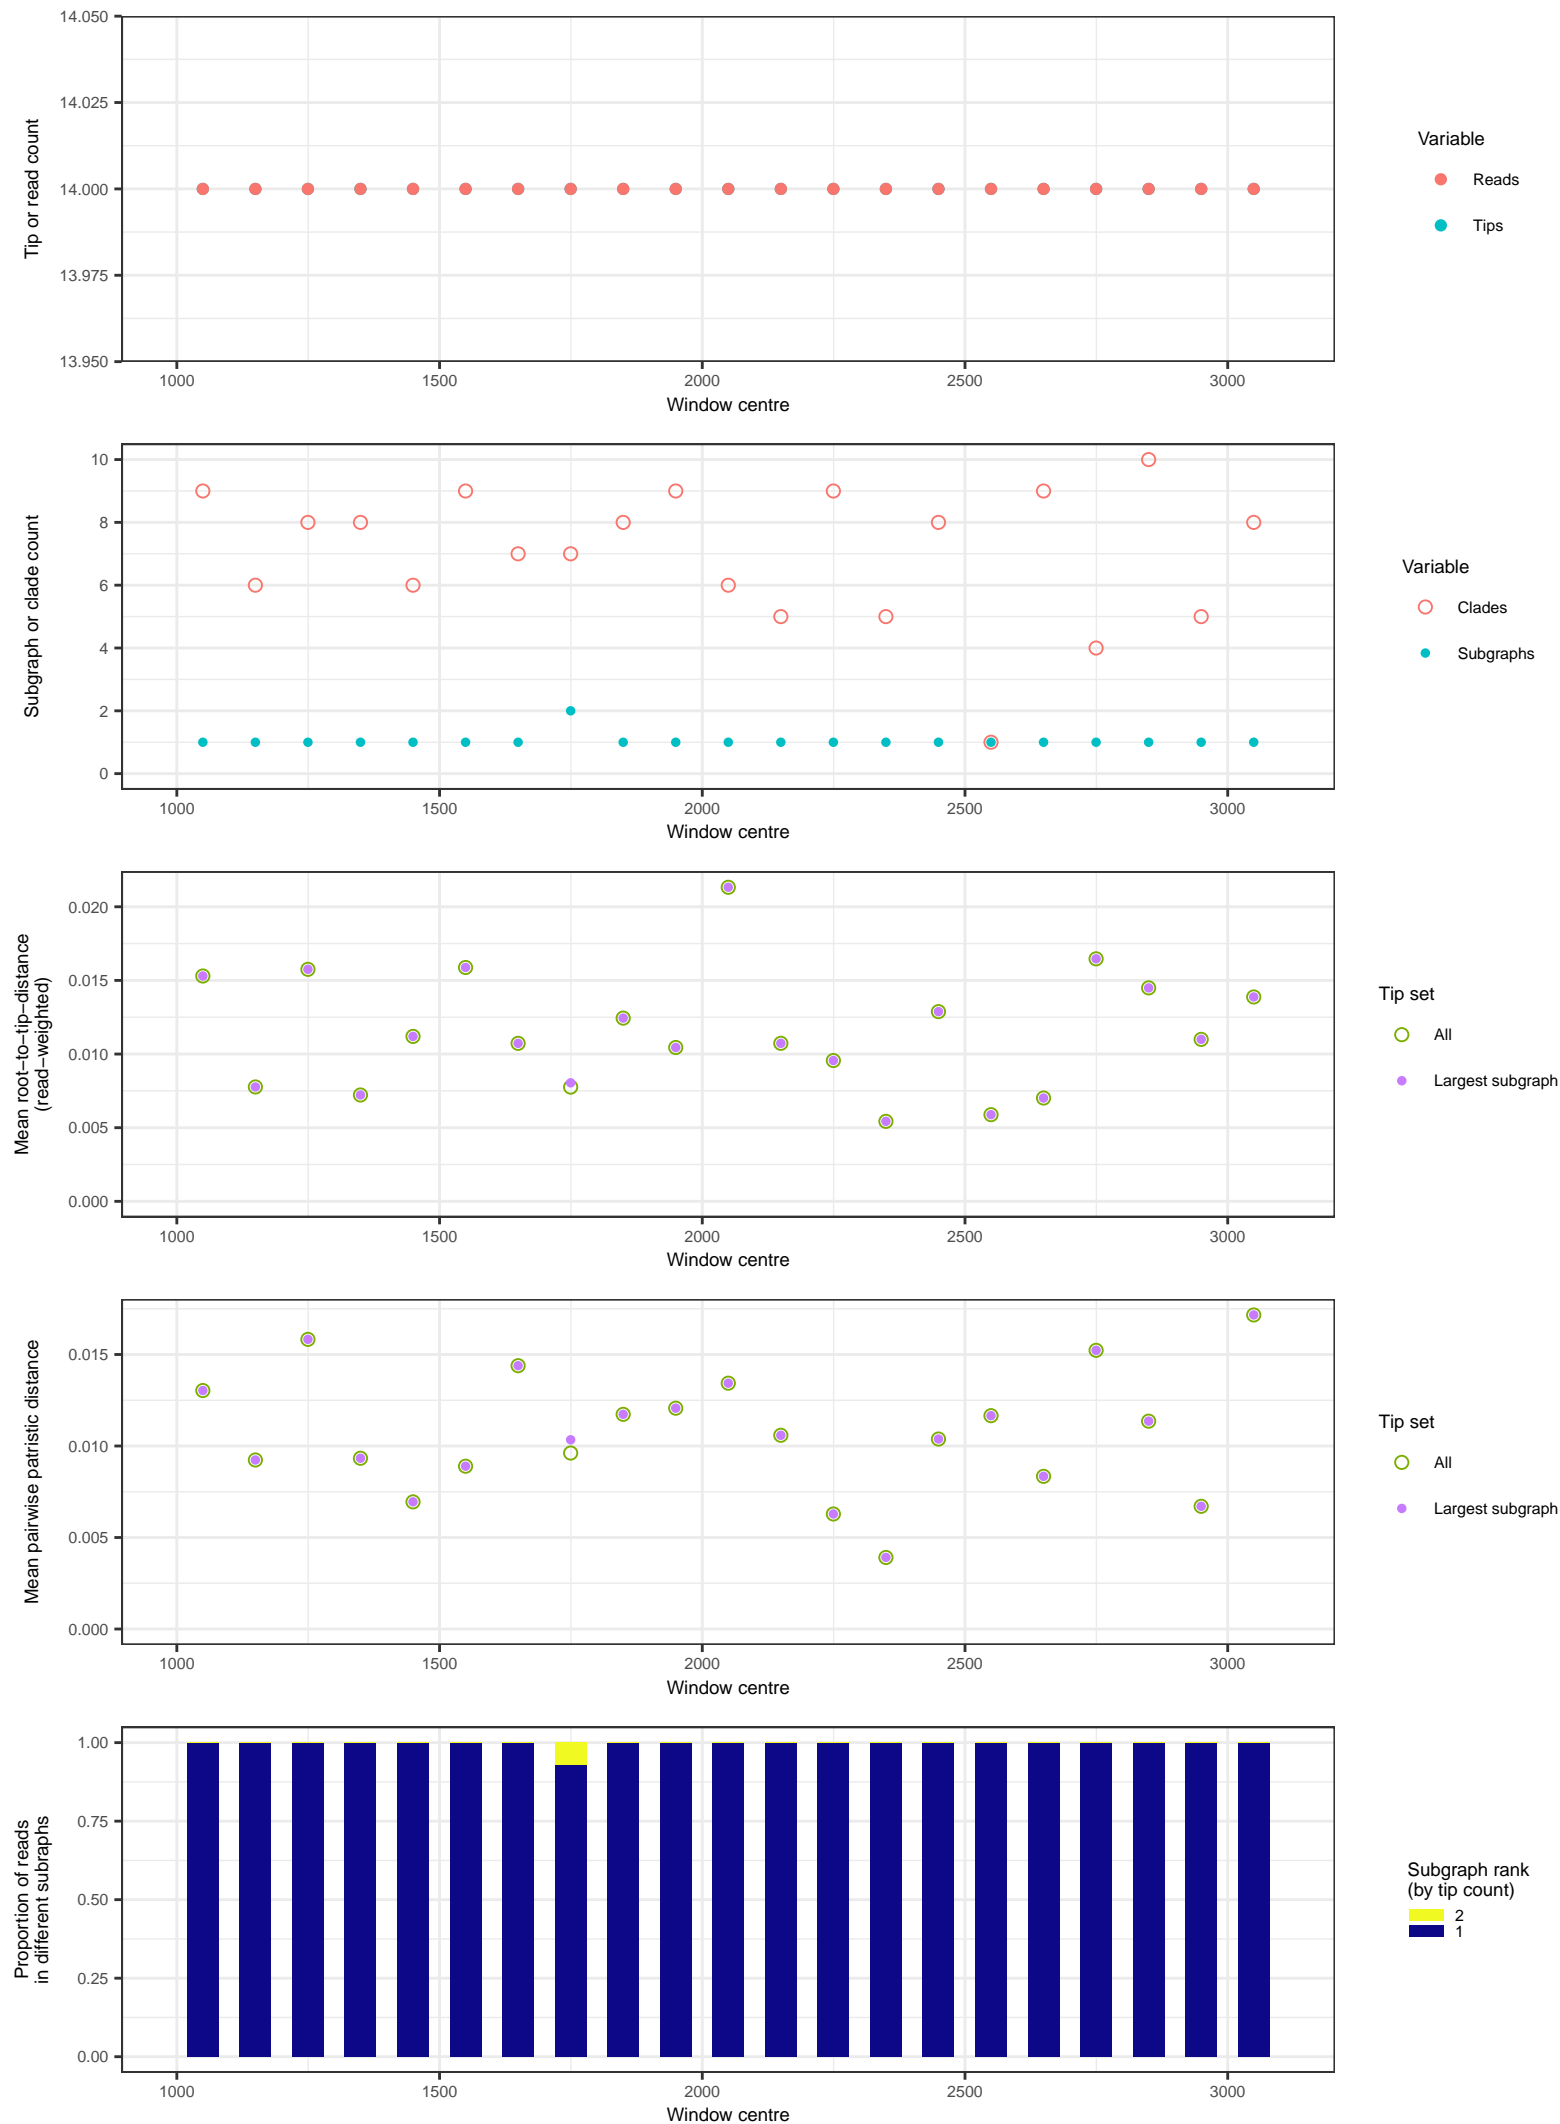 14.050
14.025
14.000
13.975
13.950
Tip or read count
1000 1500 2000 2500 3000
Window centre
Variable
Reads
Tips
10
8
6
4
2
0
Subgraph or clade count
1000 1500 2000 2500 3000
Window centre
Variable
Clades
Subgraphs
0.020
0.015
0.010
0.005
0.000
Mean root−to−tip−distance
(read−weighted)
1000 1500 2000 2500 3000
Window centre
Tip set
All
Largest subgraph
0.015
0.010
0.005
0.000
Mean pairwise patristic distance
1000 1500 2000 2500 3000
Window centre
Tip set
All
Largest subgraph
1.00
0.75
0.50
0.25
0.00
Proportion of reads
in different subraphs
1000 1500 2000 2500 3000
Window centre
Subgraph rank
(by tip count)
2
1